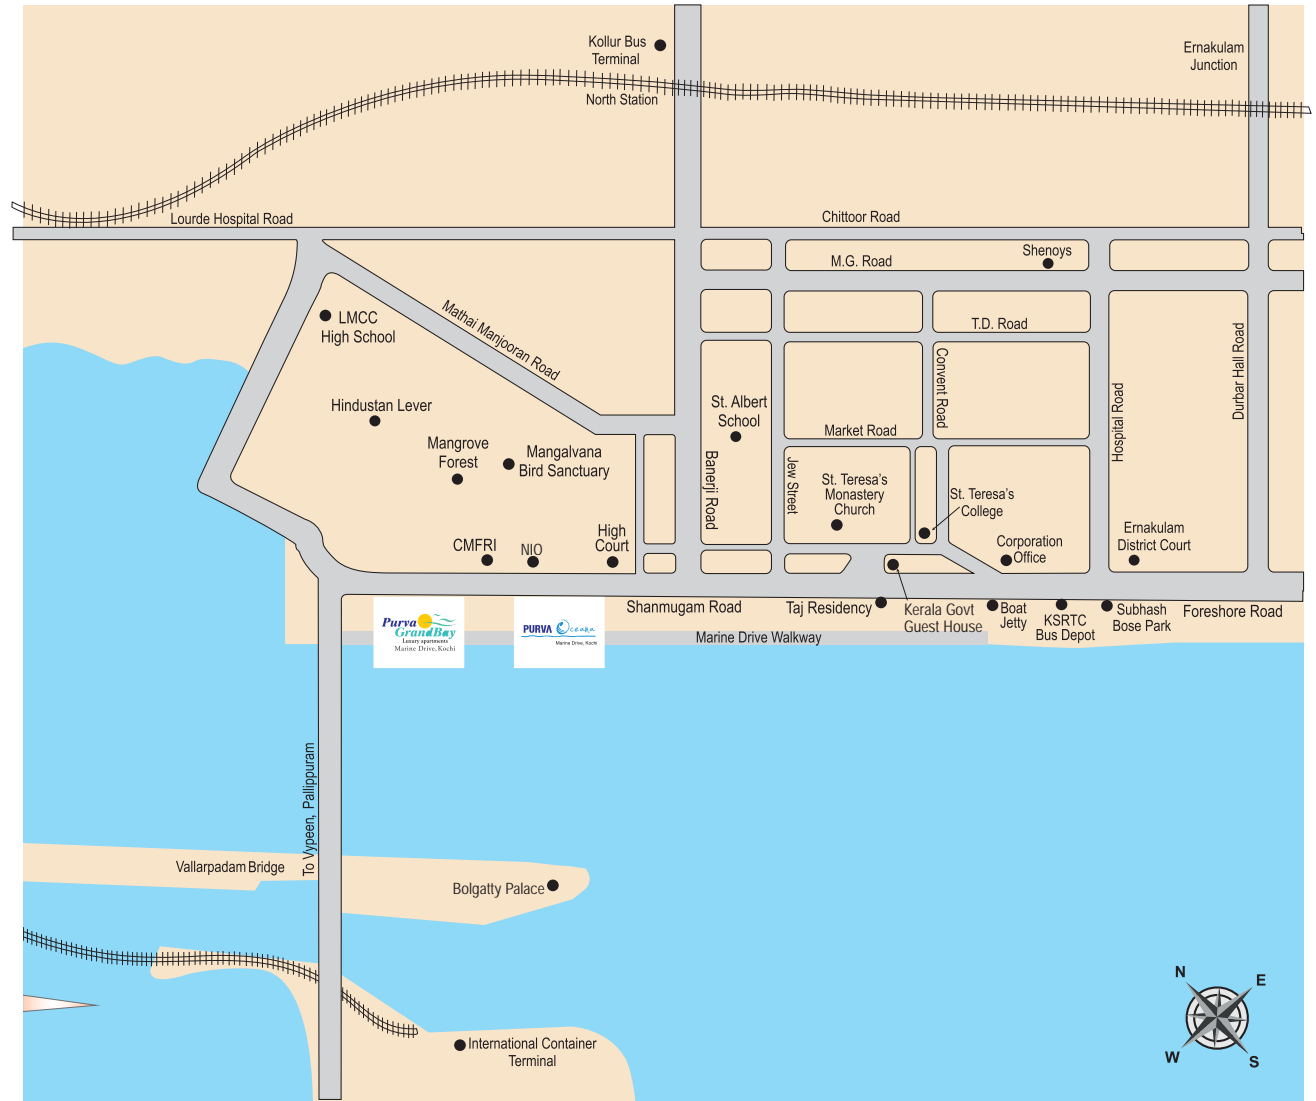 Kollur Bus
Terminal
Ernakulam
Junction
North Station
Lourde Hospital Road
Chittoor Road
Shenoys
M.G. Road
LMCC
High School
Mathai Manjooran Road
T.D. Road
Durbar Hall Road
Convent Road
Hospital Road
Hindustan Lever
St. Albert
School
Market Road
Mangrove
Forest
Mangalvana
Bird Sanctuary
Banerji Road
Jew Street
St. Teresa's
Monastery
Church
St. Teresa's
College
CMFRI
NIO
High
Court
Corporation
Office
Ernakulam
District Court
Shanmugam Road
Taj Residency
Kerala Govt
Guest House
Boat
Jetty
KSRTC
Bus Depot
Subhash
Bose Park
Foreshore Road
Purva
GrandBay
Luxury apartments
Marine Drive, Kochi
PURVA Oceana
Marine Drive, Kochi
Marine Drive Walkway
To Vypeen, Pallippuram
Vallarpadam Bridge
Bolgatty Palace
International Container
Terminal
N
E
W
S